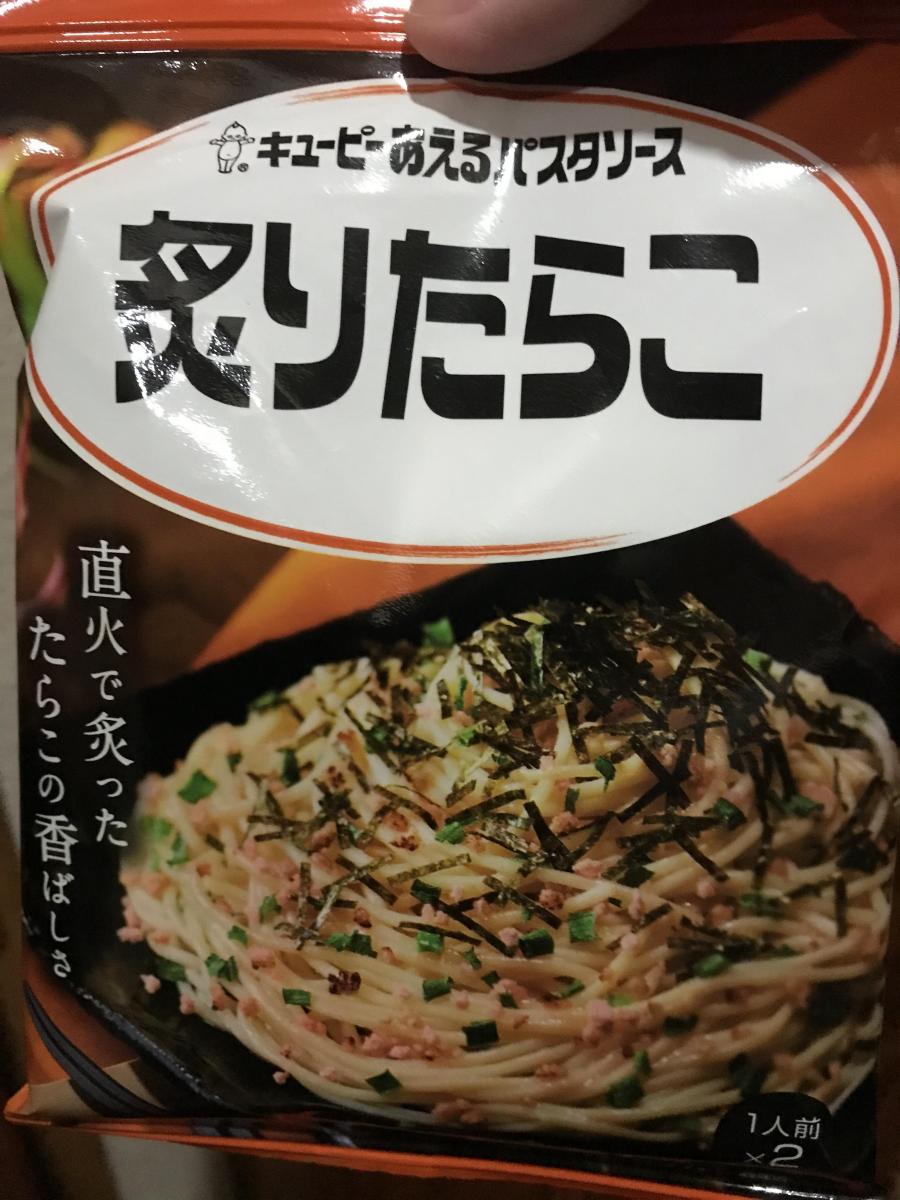 キユーピーあえるパスタソース
炙りたらこ
直火で炙った
たらこの香ばしさ
1人前
×2